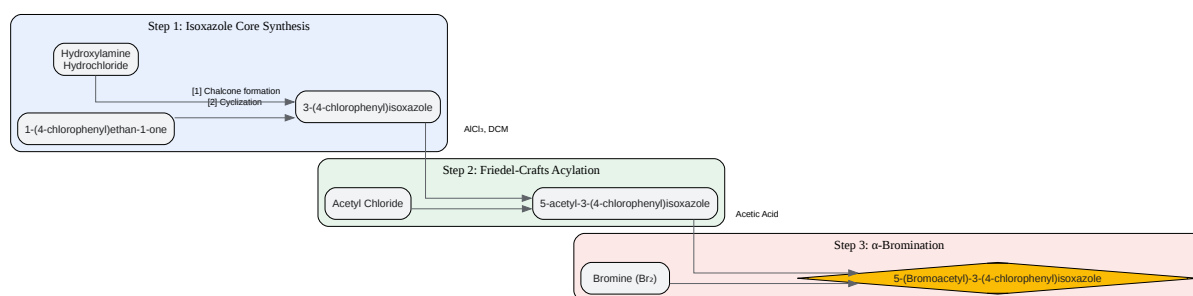 Step 1: Isoxazole Core Synthesis
Hydroxylamine
Hydrochloride
[1] Chalcone formation
[2] Cyclization
3-(4-chlorophenyl)isoxazole
1-(4-chlorophenyl)ethan-1-one
AlCl₃, DCM
Step 2: Friedel-Crafts Acylation
Acetyl Chloride
5-acetyl-3-(4-chlorophenyl)isoxazole
Acetic Acid
Step 3: α-Bromination
Bromine (Br₂)
5-(Bromoacetyl)-3-(4-chlorophenyl)isoxazole